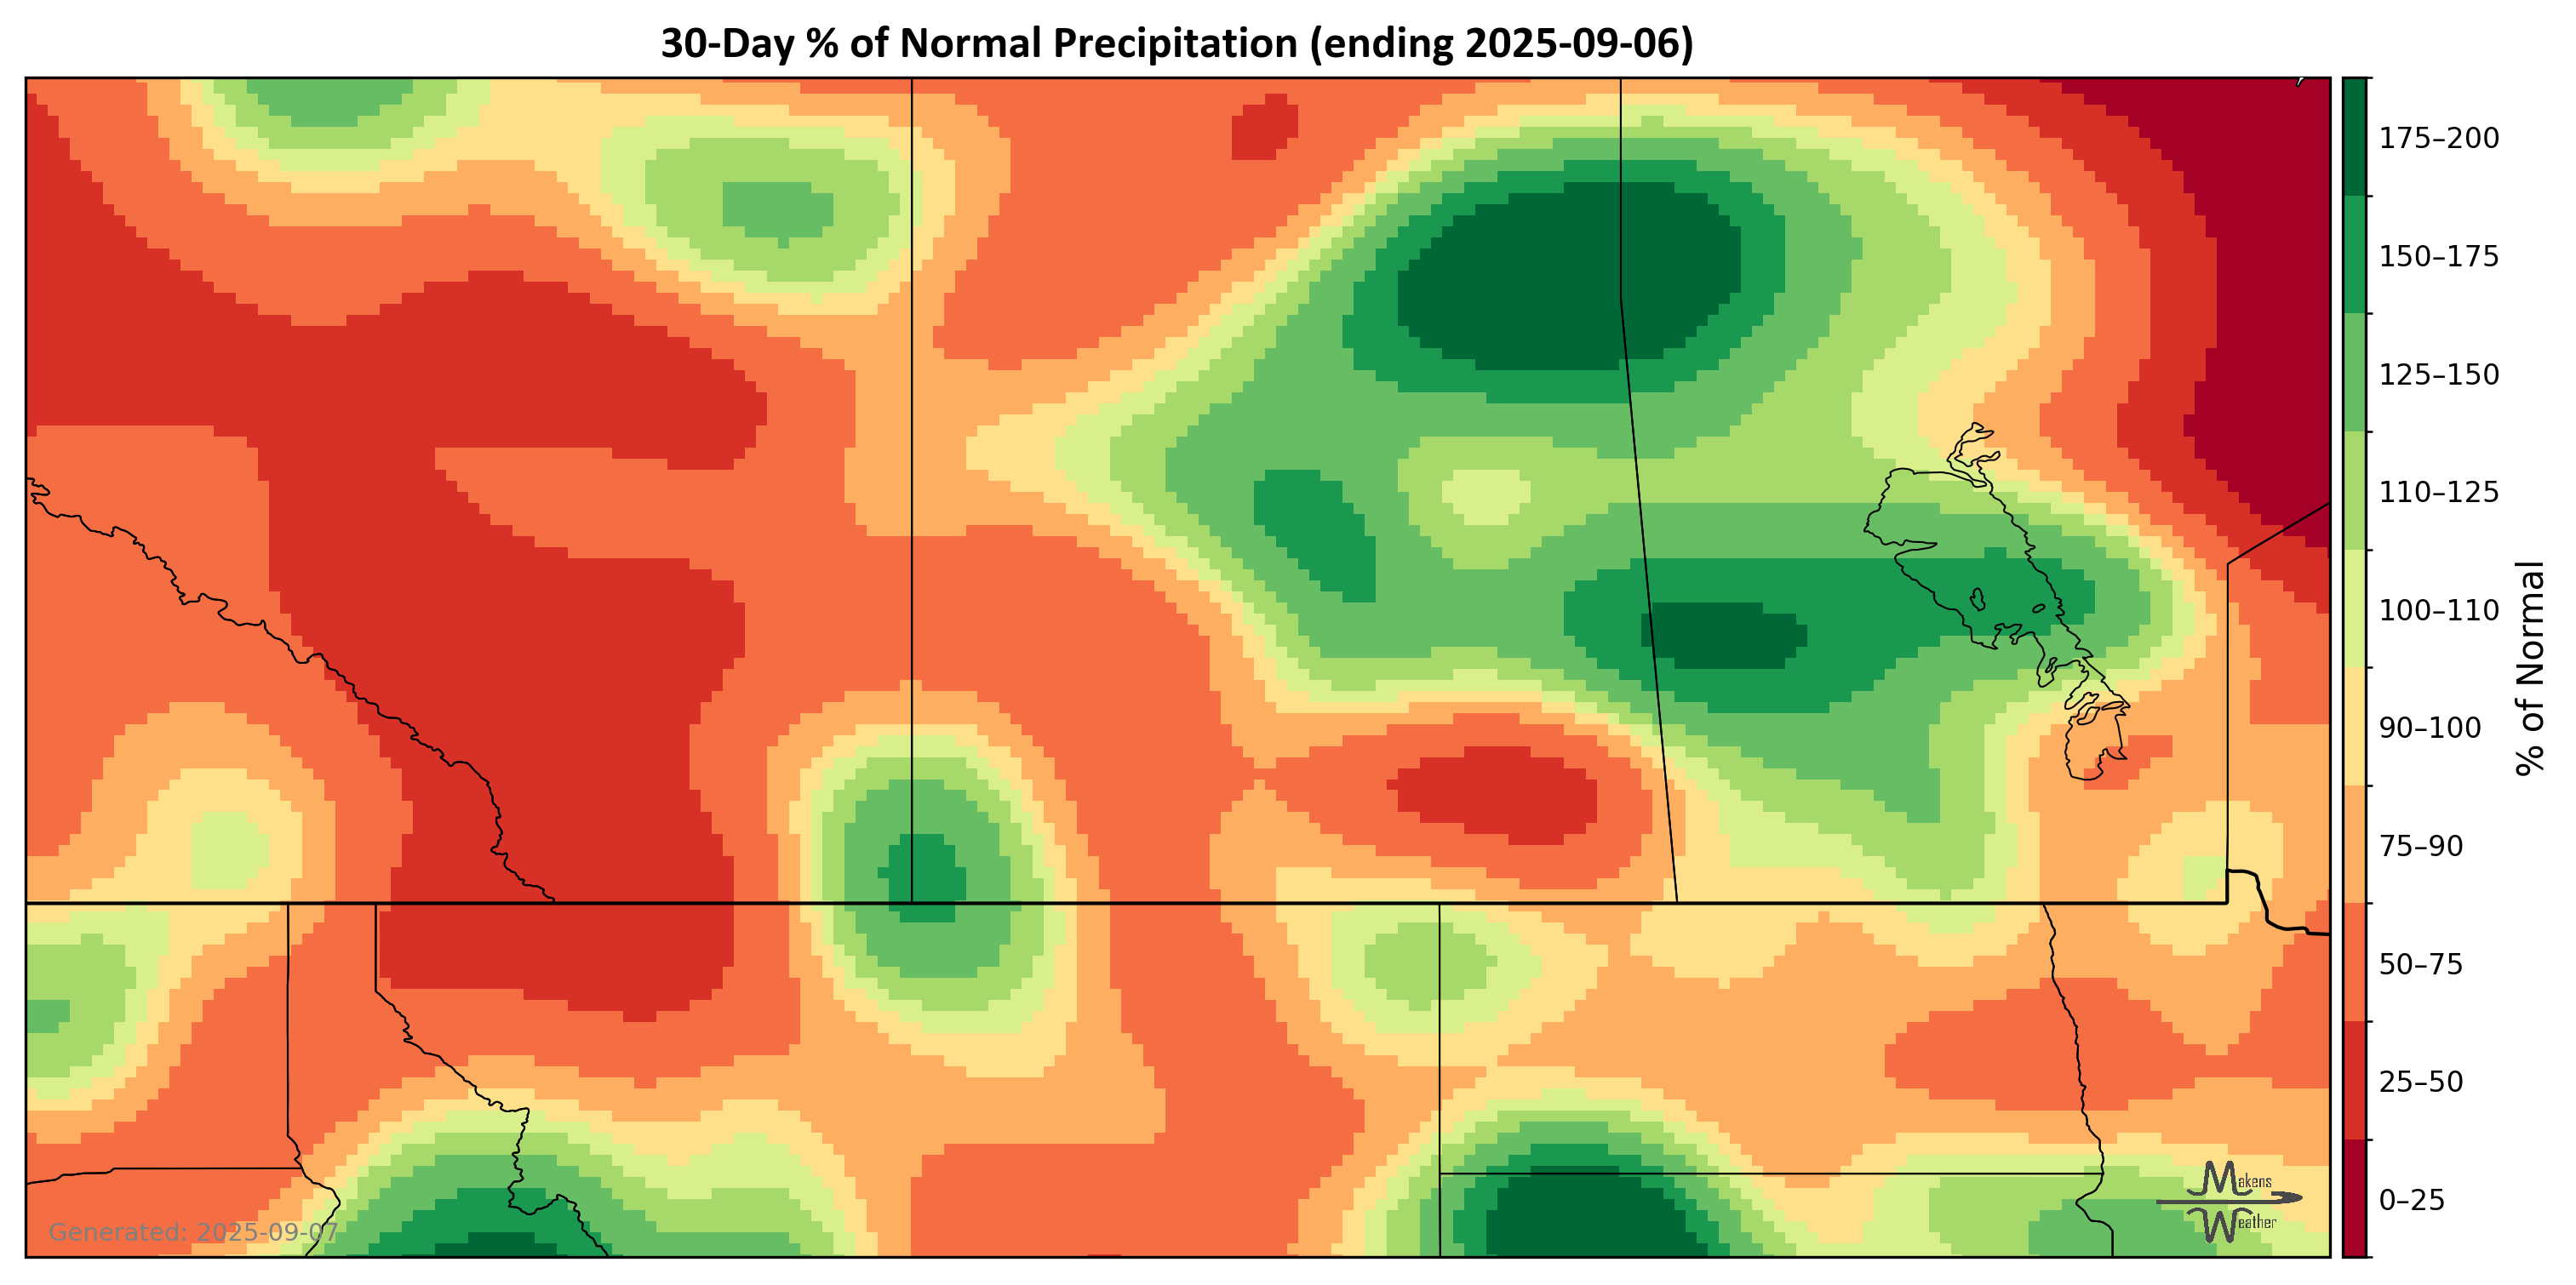 30-Day % of Normal Precipitation (ending 2025-09-06)
175–200
150–175
125–150
110–125
100–110
90–100
75–90
50–75
25–50
0–25
% of Normal
Generated: 2025-09-07
Makens
Weather